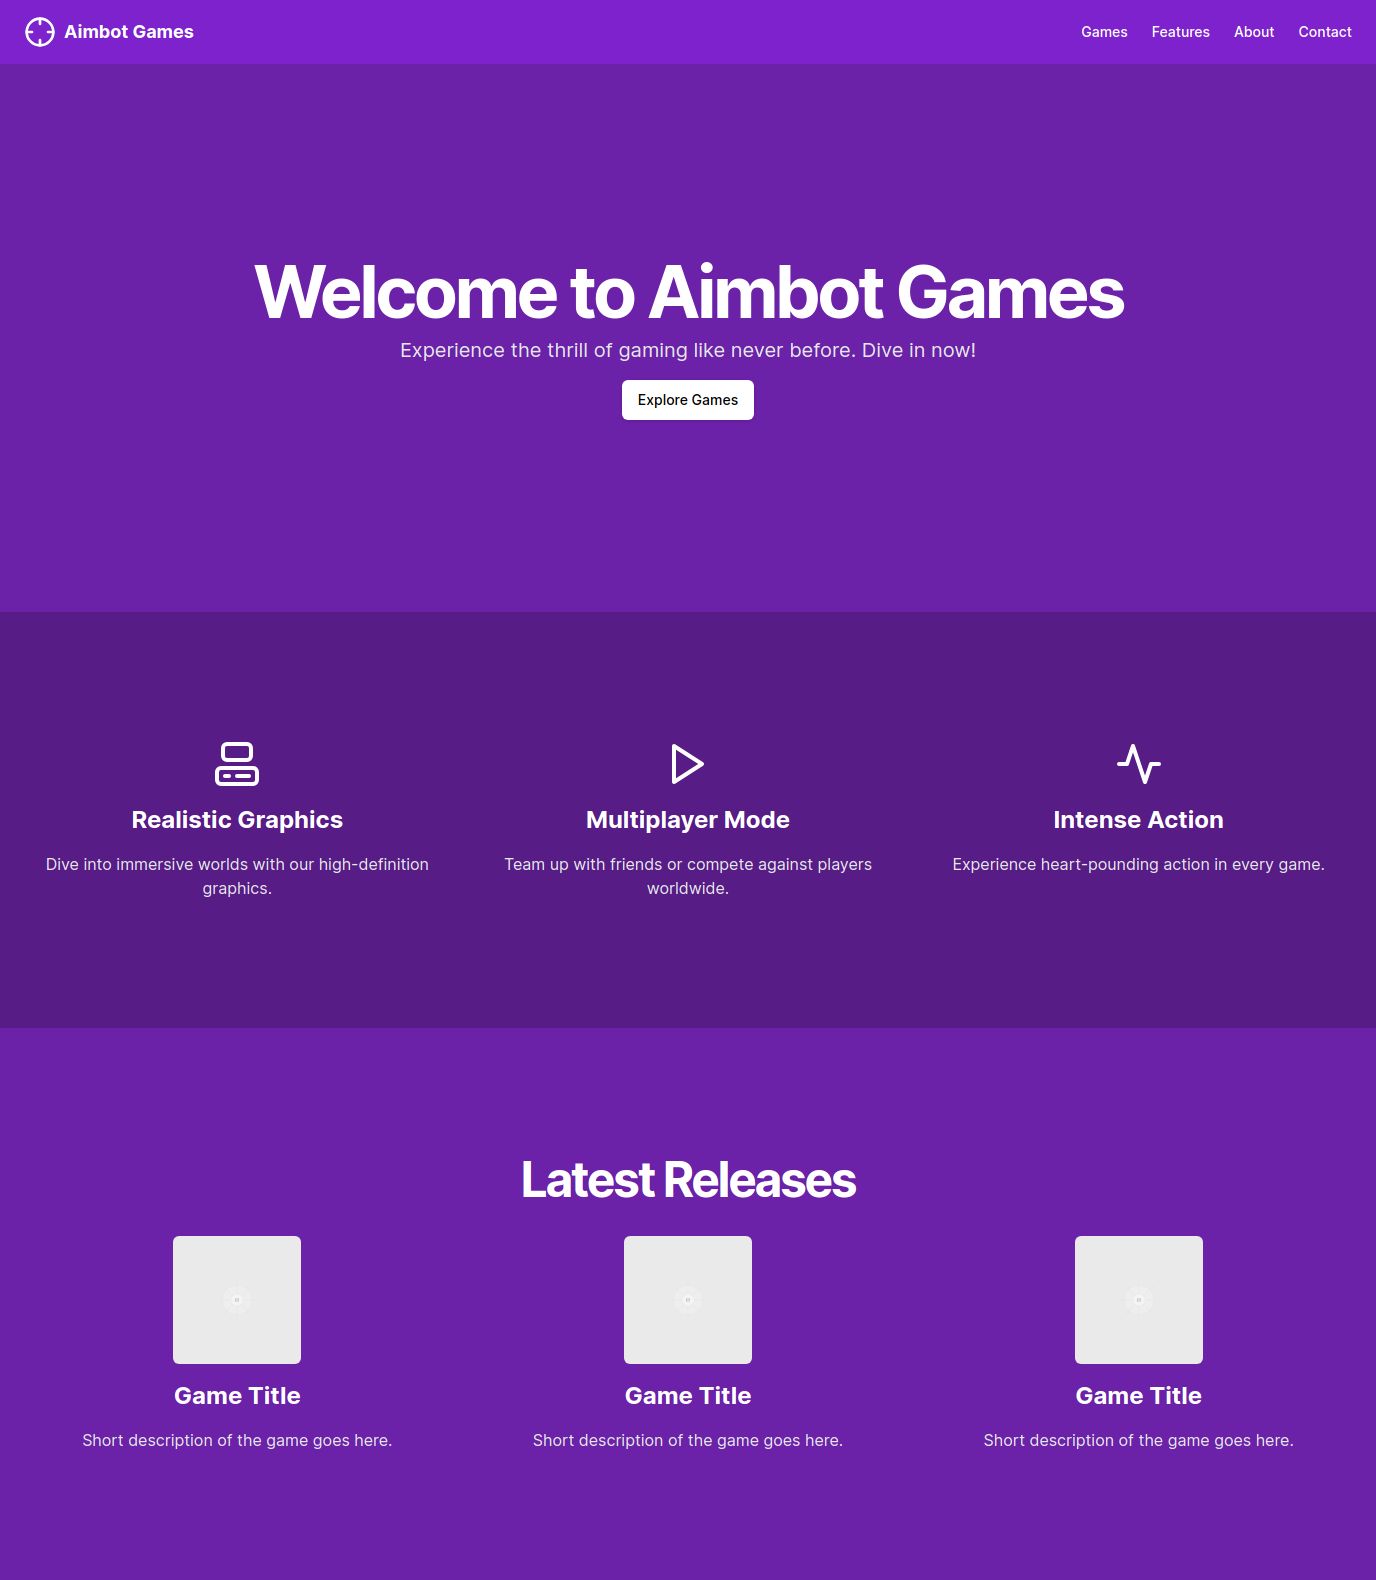 Aimbot Games
Games Features About Contact
Welcome to Aimbot Games
Experience the thrill of gaming like never before. Dive in now!
Explore Games
Realistic Graphics
Dive into immersive worlds with our high-definition
graphics.
Multiplayer Mode
Team up with friends or compete against players
worldwide.
Intense Action
Experience heart-pounding action in every game.
Latest Releases
Game Title
Short description of the game goes here.
Game Title
Short description of the game goes here.
Game Title
Short description of the game goes here.